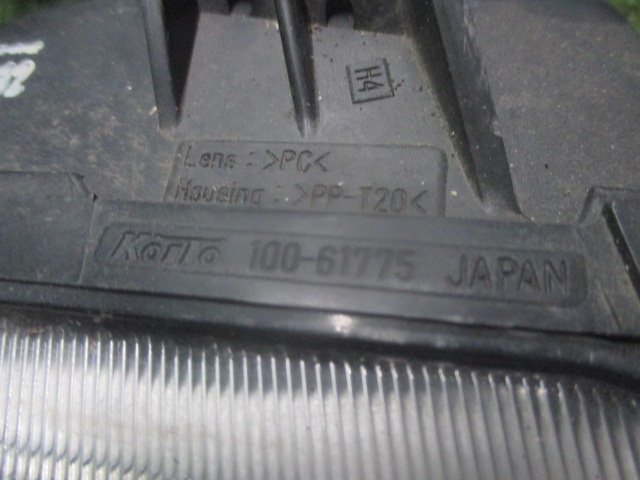 H4
Lens : >PC<
Housing : >PP-T20<
KOITO 100-61775 JAPAN